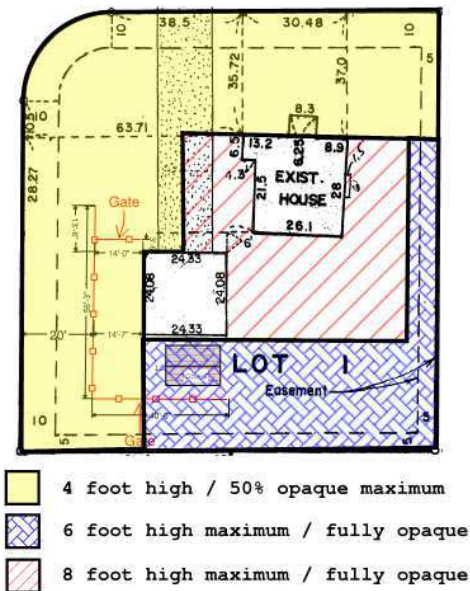 38.5 30.48
10 10
5
35.72 37.0
10.5 10
63.71
8.3
6.5 13.2 6.25 8.9 1.5
4.3
EXIST.
HOUSE
21.5 28
26.1
28.27
Gate
14'-0"
6
24.33
24.08 24.08
20' 14'-7"
24.33
LOT 1
Easement
10
5 5 5
Gate
4 foot high / 50% opaque maximum
6 foot high maximum / fully opaque
8 foot high maximum / fully opaque